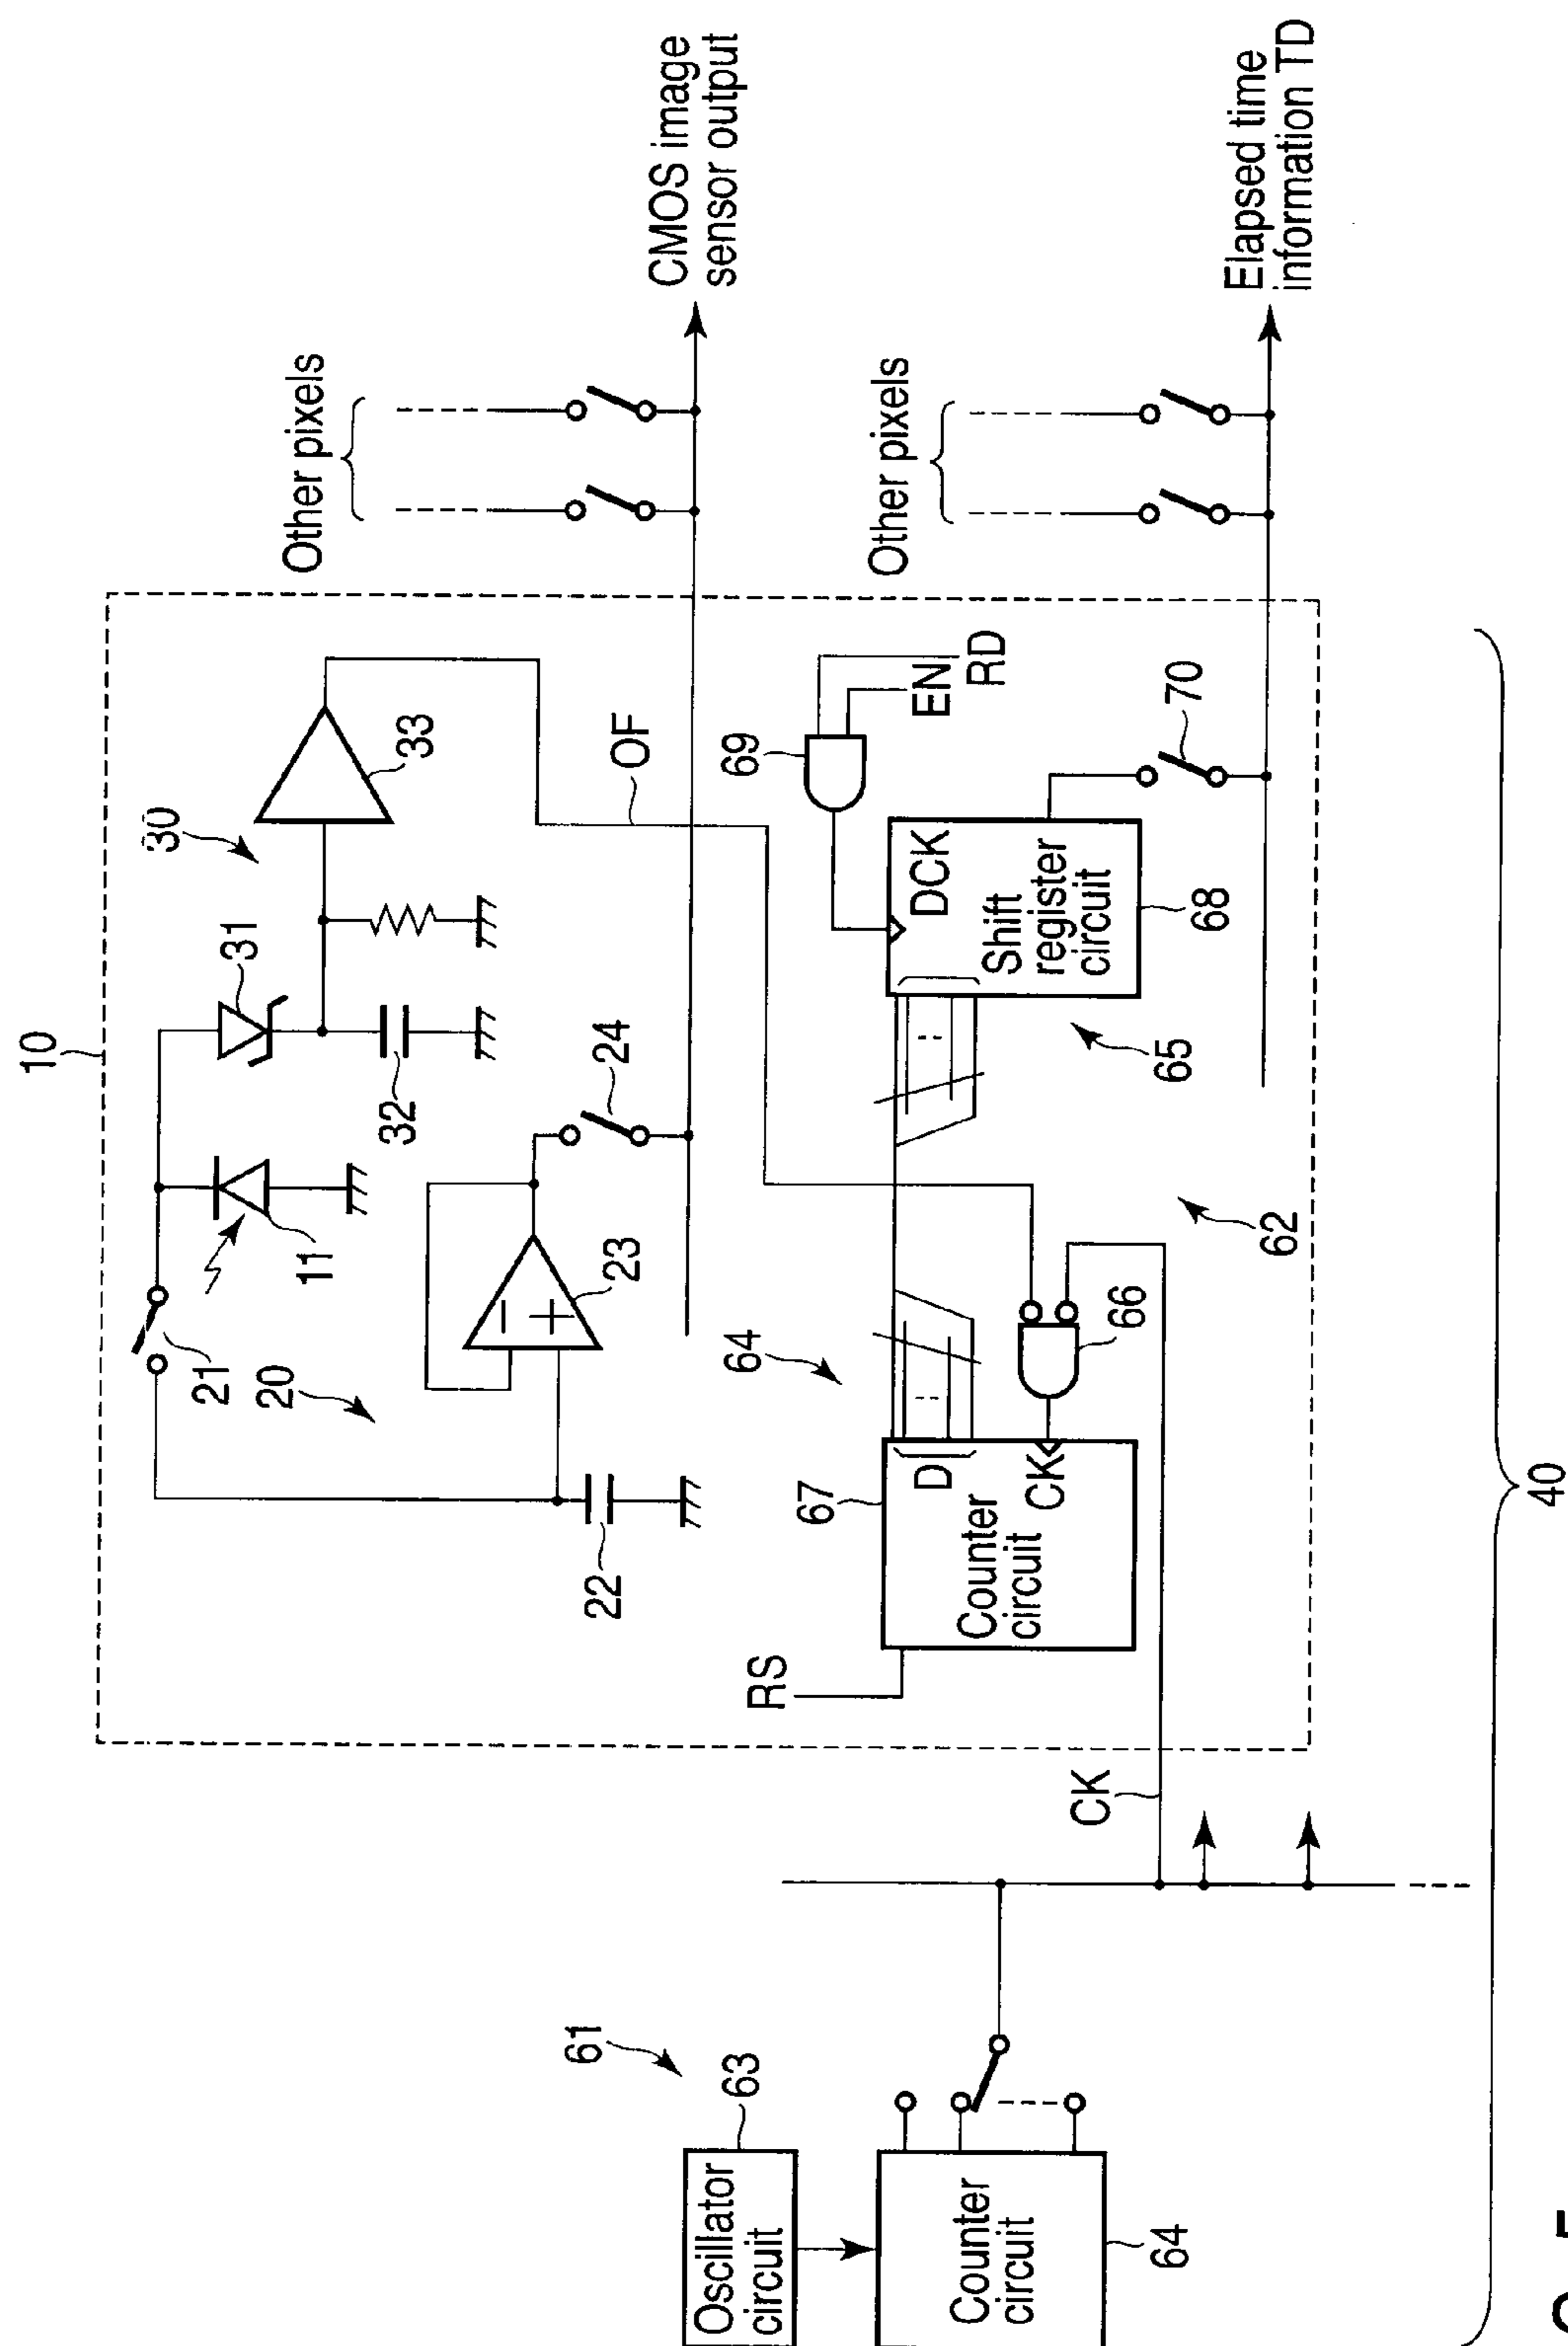 10
11
21
20
22
23
24
30
31
32
33
OF
Other pixels
CMOS image
sensor output
61
Oscillator
circuit
63
Counter
circuit
64
CK
RS
67
Counter
circuit
D
CK
64
66
62
65
DCK
Shift
register
circuit
68
69
EN
RD
70
Other pixels
Elapsed time
information TD
40